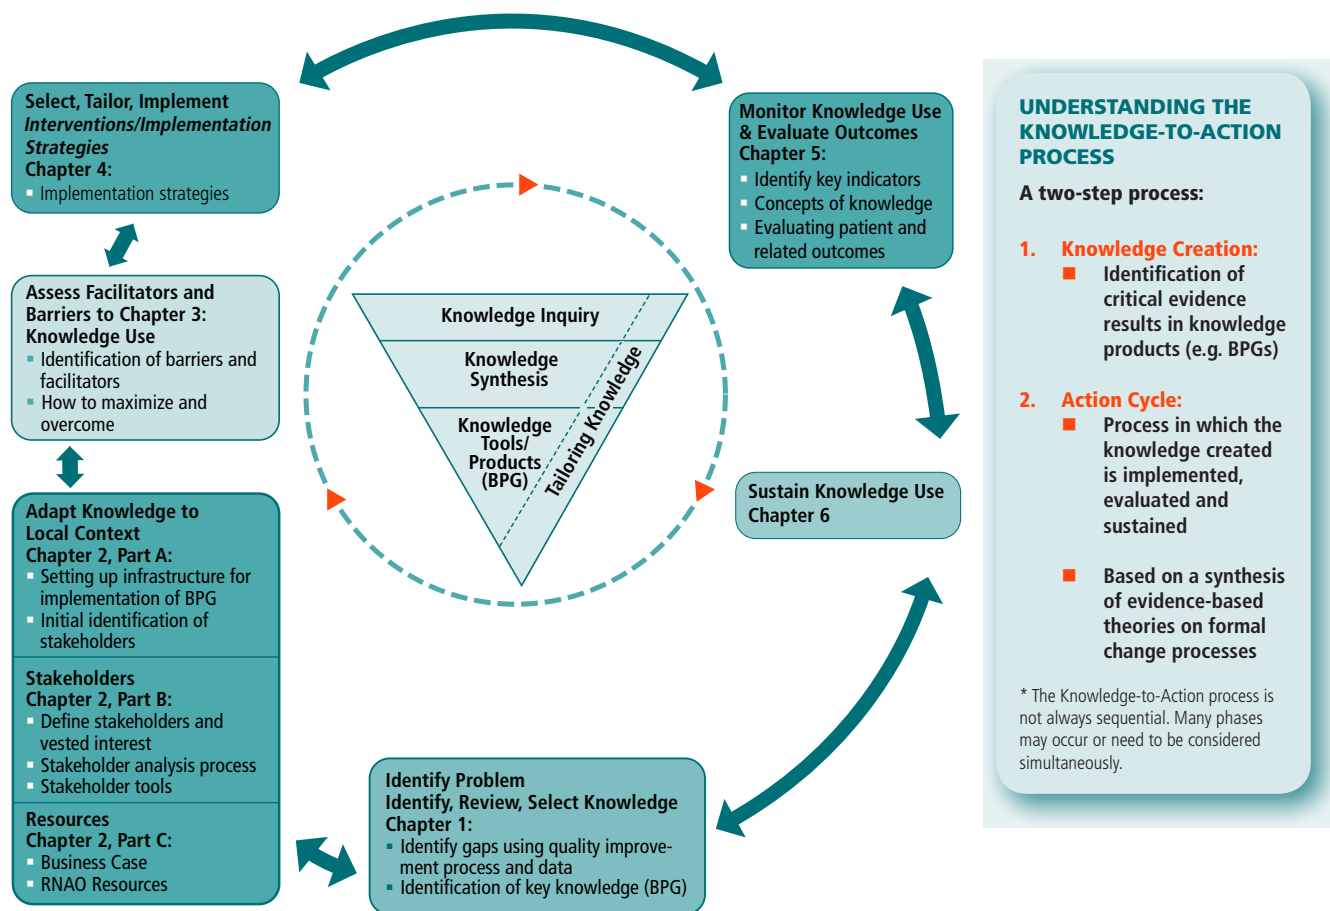 Select, Tailor, Implement
Interventions/Implementation
Strategies
Chapter 4:
▪ Implementation strategies
Assess Facilitators and
Barriers to Chapter 3:
Knowledge Use
▪ Identification of barriers and
facilitators
▪ How to maximize and
overcome
Adapt Knowledge to
Local Context
Chapter 2, Part A:
▪ Setting up infrastructure for
implementation of BPG
▪ Initial identification of
stakeholders
Stakeholders
Chapter 2, Part B:
▪ Define stakeholders and
vested interest
▪ Stakeholder analysis process
▪ Stakeholder tools
Resources
Chapter 2, Part C:
▪ Business Case
▪ RNAO Resources
Identify Problem
Identify, Review, Select Knowledge
Chapter 1:
▪ Identify gaps using quality improve-
ment process and data
▪ Identification of key knowledge (BPG)
Knowledge Inquiry
Knowledge
Synthesis
Knowledge
Tools/
Products
(BPG)
Tailoring Knowledge
Monitor Knowledge Use
& Evaluate Outcomes
Chapter 5:
▪ Identify key indicators
▪ Concepts of knowledge
▪ Evaluating patient and
related outcomes
Sustain Knowledge Use
Chapter 6
UNDERSTANDING THE
KNOWLEDGE-TO-ACTION
PROCESS
A two-step process:
1. Knowledge Creation:
■ Identification of
critical evidence
results in knowledge
products (e.g. BPGs)
2. Action Cycle:
■ Process in which the
knowledge created
is implemented,
evaluated and
sustained
■ Based on a synthesis
of evidence-based
theories on formal
change processes
* The Knowledge-to-Action process is
not always sequential. Many phases
may occur or need to be considered
simultaneously.